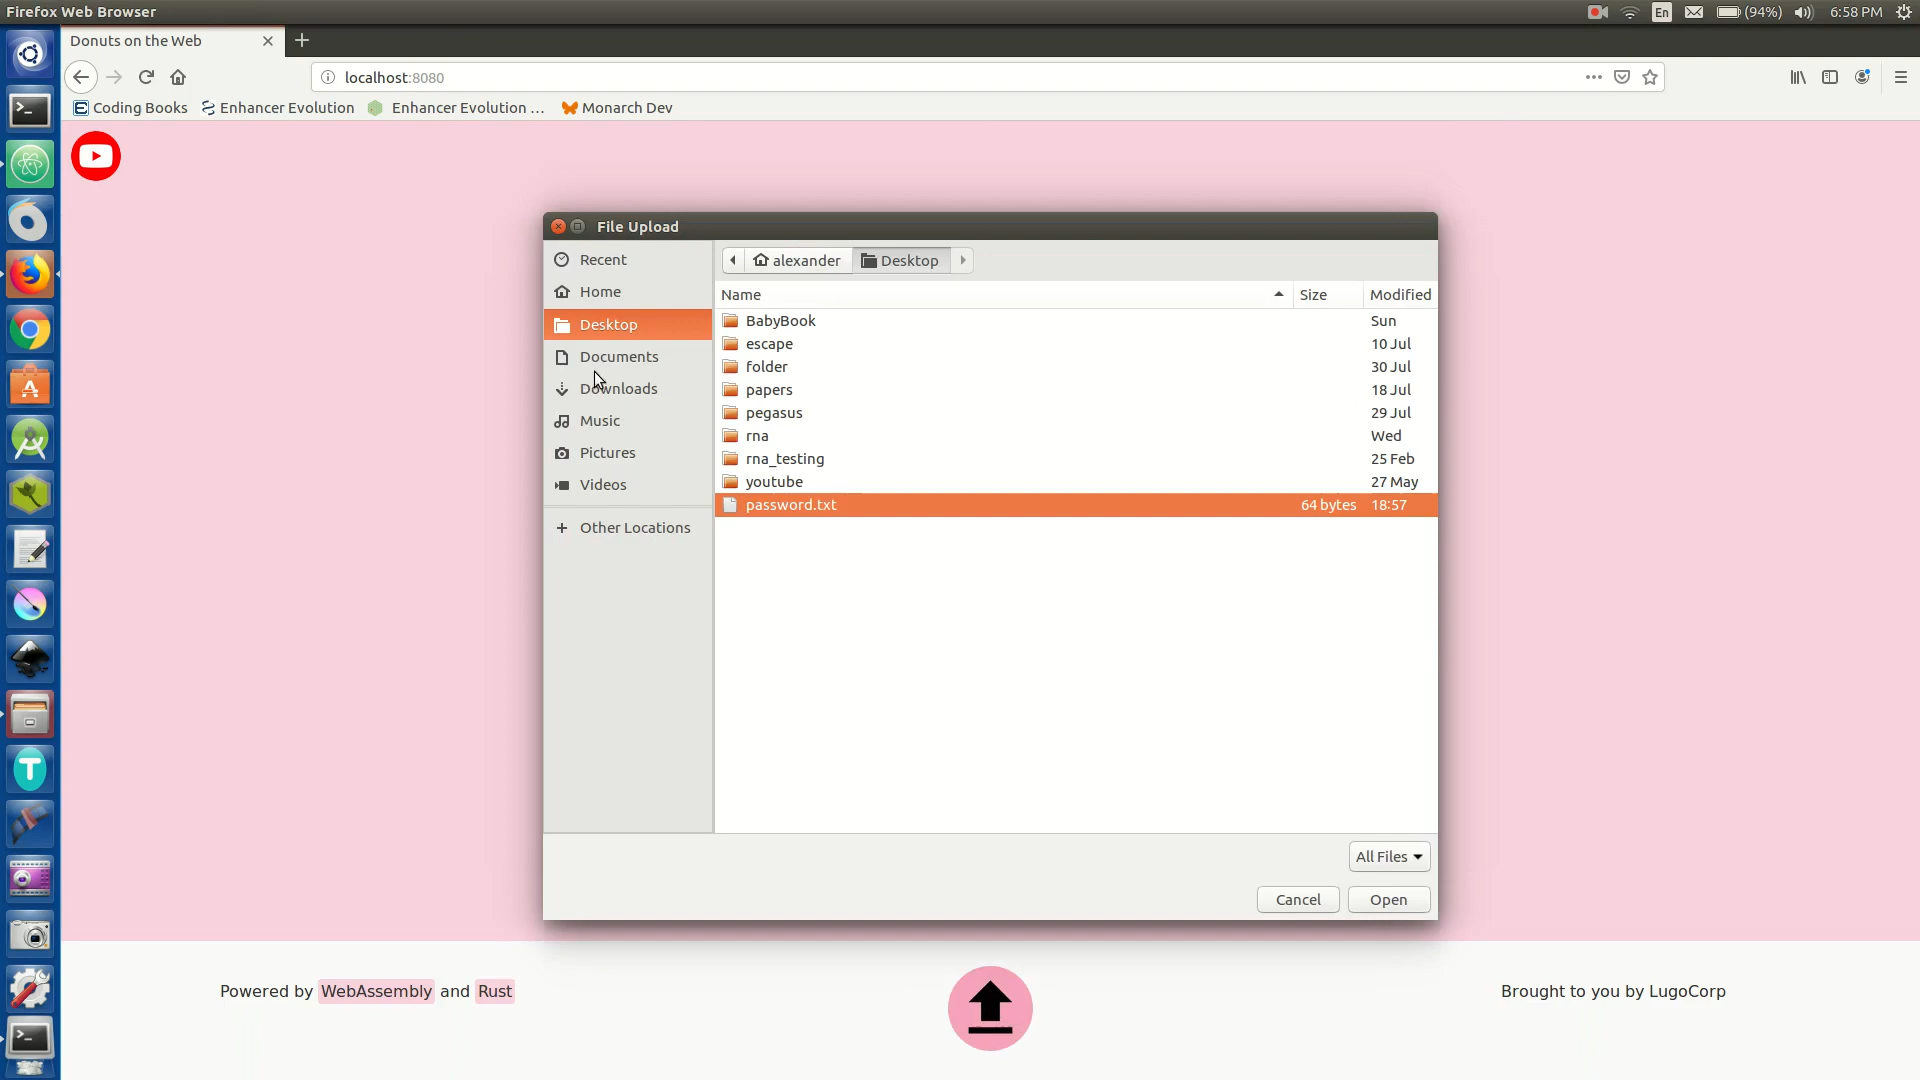 Firefox Web Browser
En
(94%)
6:58 PM
Donuts on the Web
localhost:8080
Coding Books
Enhancer Evolution
Enhancer Evolution ...
Monarch Dev
File Upload
Recent
Home
Desktop
Documents
Downloads
Music
Pictures
Videos
Other Locations
alexander
Desktop
Name Size Modified
BabyBook Sun
escape 10 Jul
folder 30 Jul
papers 18 Jul
pegasus 29 Jul
rna Wed
rna_testing 25 Feb
youtube 27 May
password.txt 64 bytes 18:57
All Files
Cancel
Open
Powered by WebAssembly and Rust
Brought to you by LugoCorp